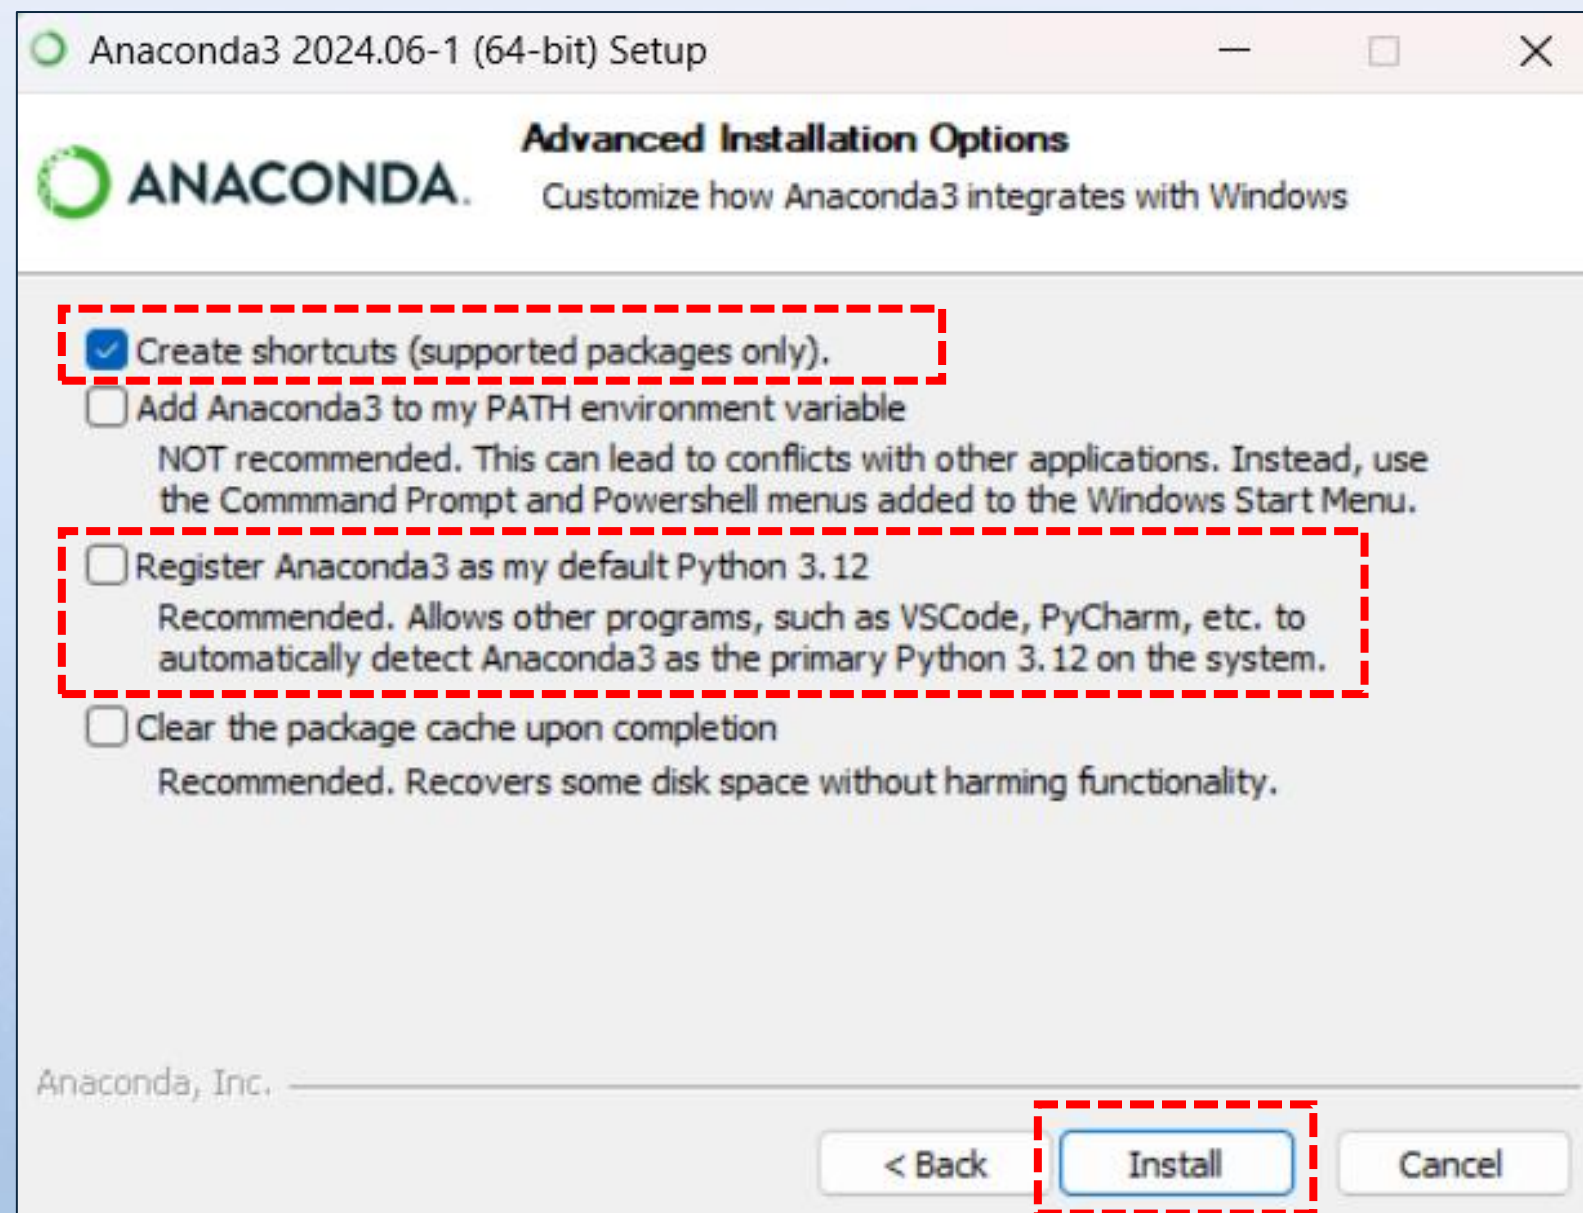 Anaconda3 2024.06-1 (64-bit) Setup
ANACONDA.
Advanced Installation Options
Customize how Anaconda3 integrates with Windows
Create shortcuts (supported packages only).
Add Anaconda3 to my PATH environment variable
NOT recommended. This can lead to conflicts with other applications. Instead, use
the Commmand Prompt and Powershell menus added to the Windows Start Menu.
Register Anaconda3 as my default Python 3.12
Recommended. Allows other programs, such as VSCode, PyCharm, etc. to
automatically detect Anaconda3 as the primary Python 3.12 on the system.
Clear the package cache upon completion
Recommended. Recovers some disk space without harming functionality.
Anaconda, Inc.
< Back
Install
Cancel